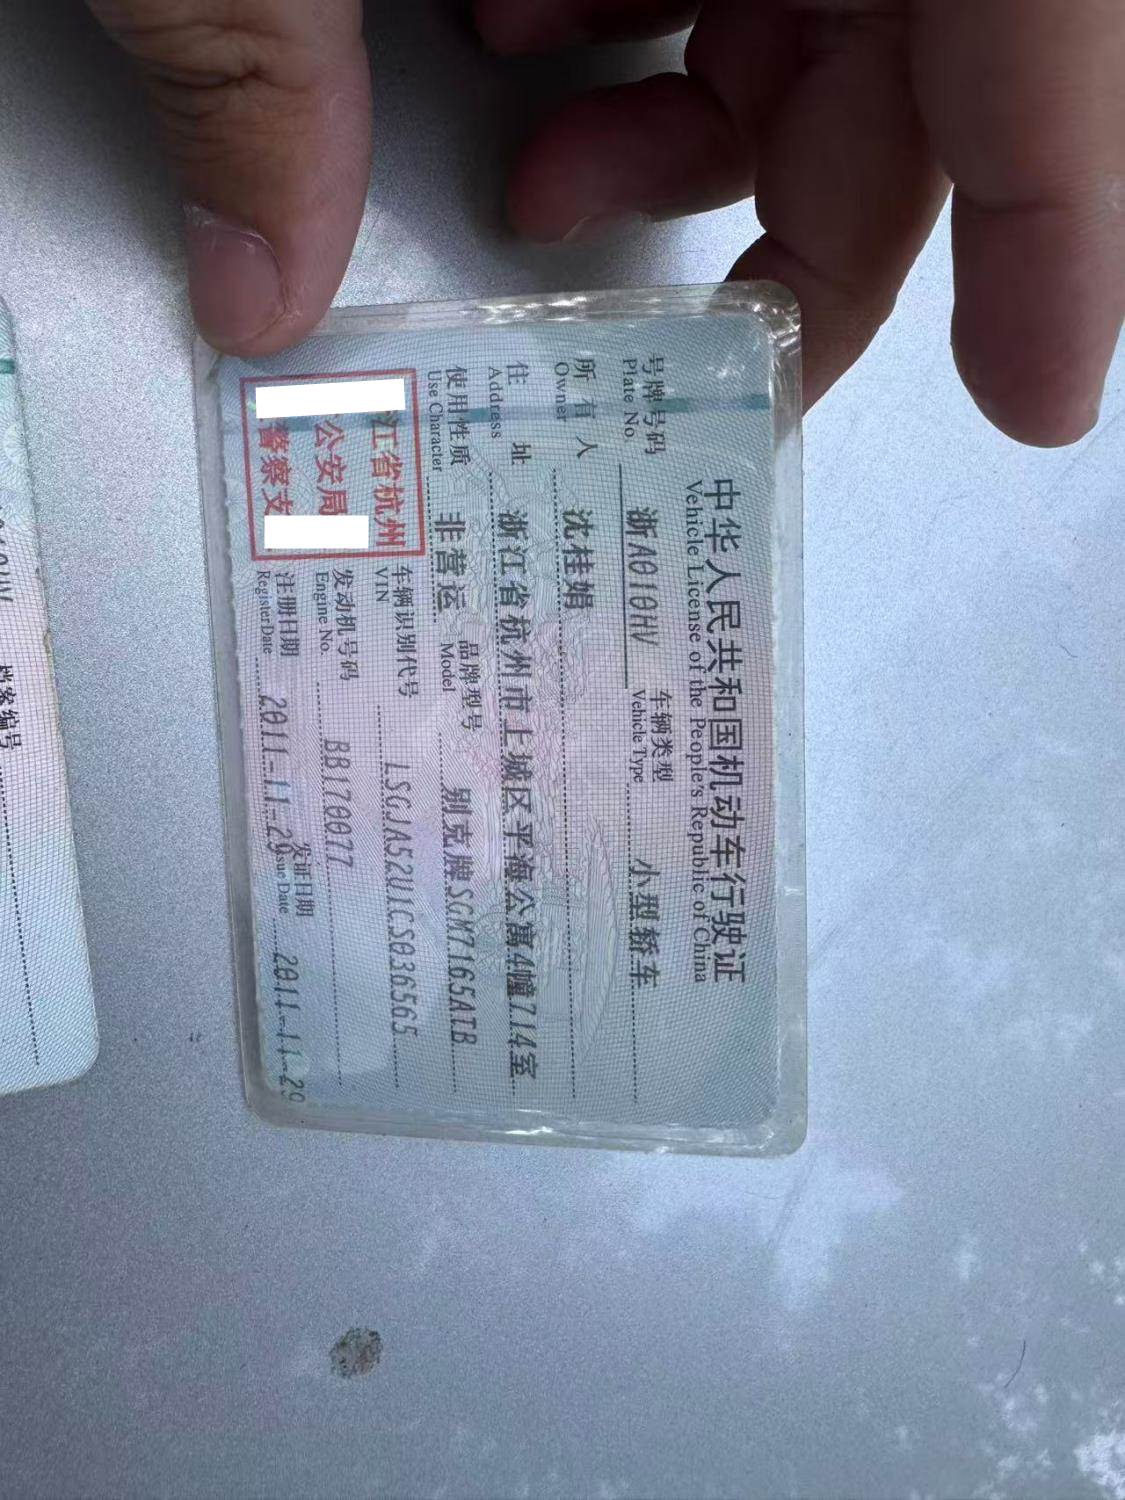 中华人民共和国机动车行驶证
Vehicle License of the People's Republic of China
号牌号码 浙A010HV 车辆类型 小型轿车
Plate No. Vehicle Type
所有人 沈桂娟
Owner
住址 浙江省杭州市上城区平海公寓4幢714室
Address
使用性质 非营运 品牌型号 别克牌SGM7165ATB
Use Character Model
江省杭州
公安局
警察支
车辆识别代号 LSGJA52U1CS036565
VIN
发动机号码 BB170077
Engine No.
注册日期 2011-11-29 发证日期 2011-11-29
Register Date Issue Date
档案编号